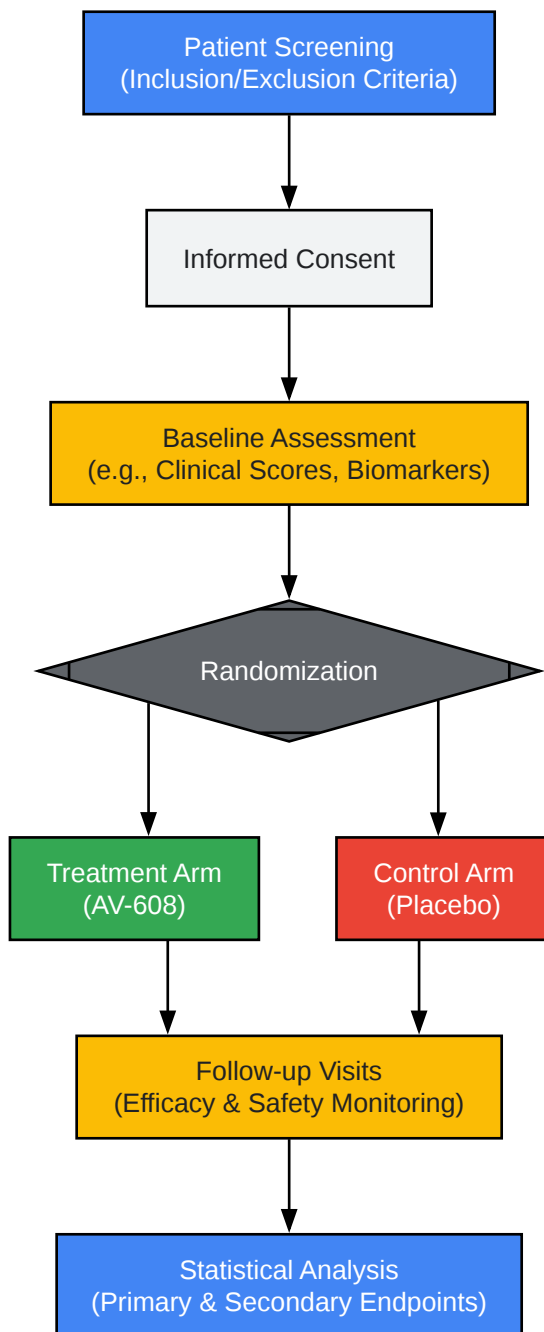 Patient Screening
(Inclusion/Exclusion Criteria)
Informed Consent
Baseline Assessment
(e.g., Clinical Scores, Biomarkers)
Randomization
Treatment Arm
(AV-608)
Control Arm
(Placebo)
Follow-up Visits
(Efficacy & Safety Monitoring)
Statistical Analysis
(Primary & Secondary Endpoints)